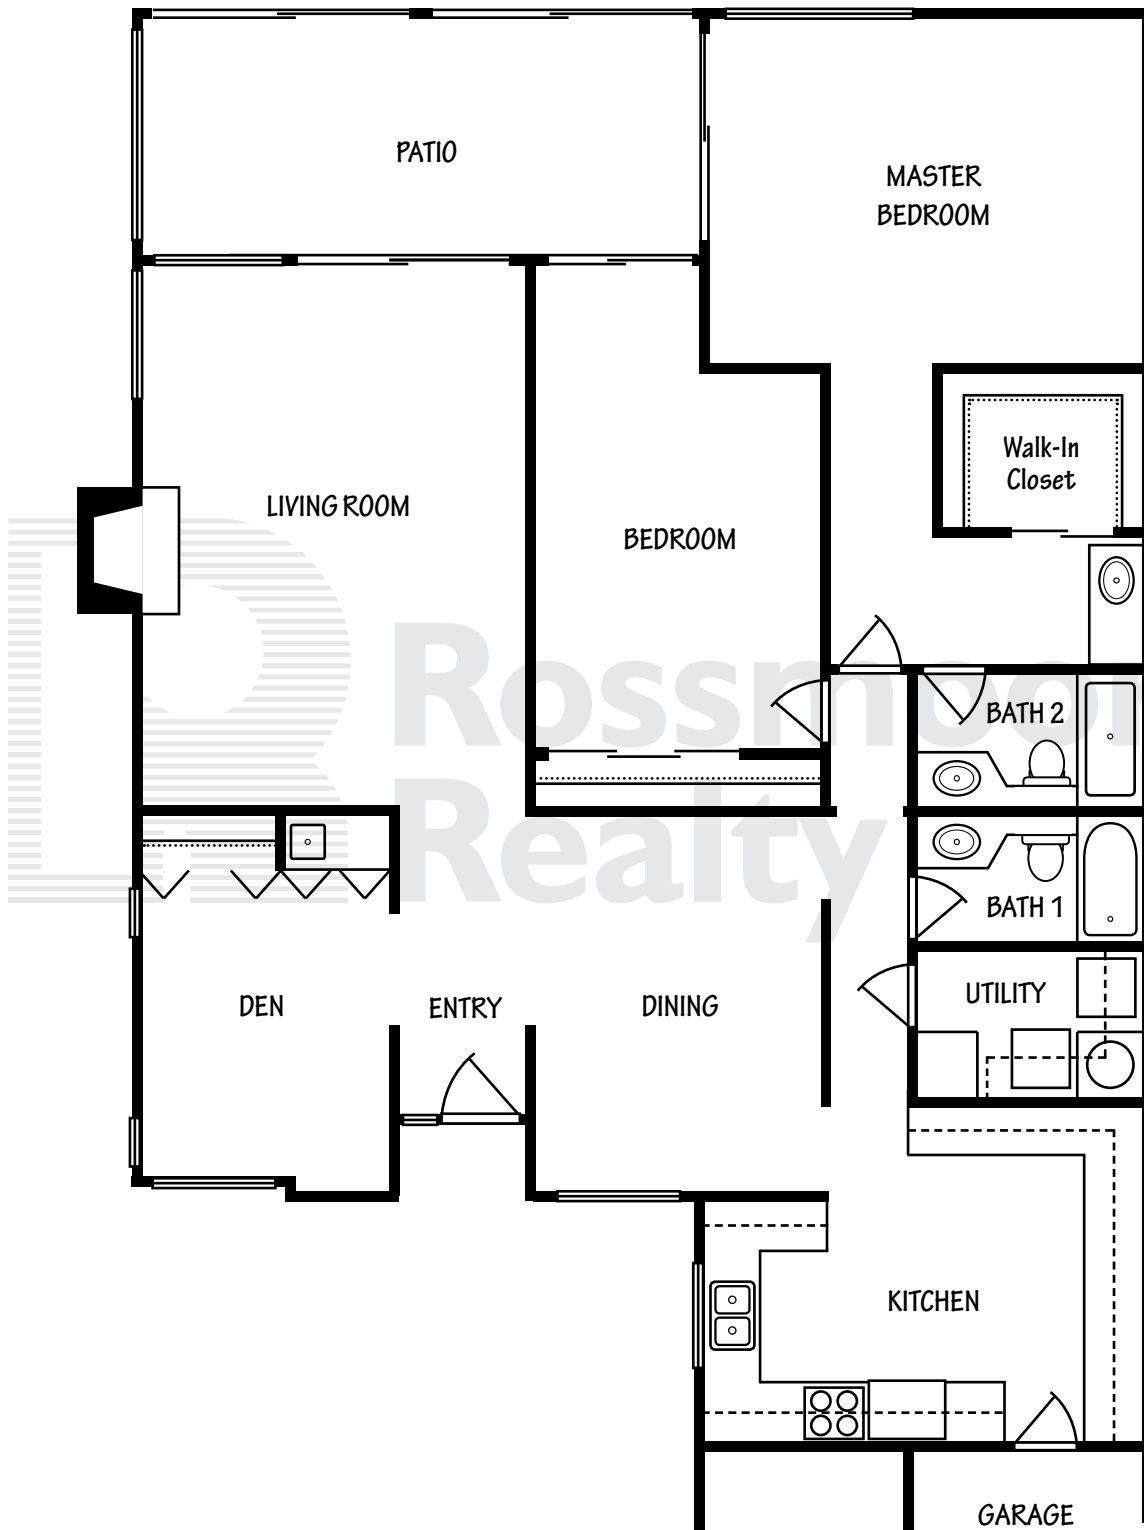 PATIO
MASTER
BEDROOM
Walk-In
Closet
LIVING ROOM
BEDROOM
Rossmoor
Realty
BATH 2
BATH 1
DEN
ENTRY
DINING
UTILITY
KITCHEN
GARAGE